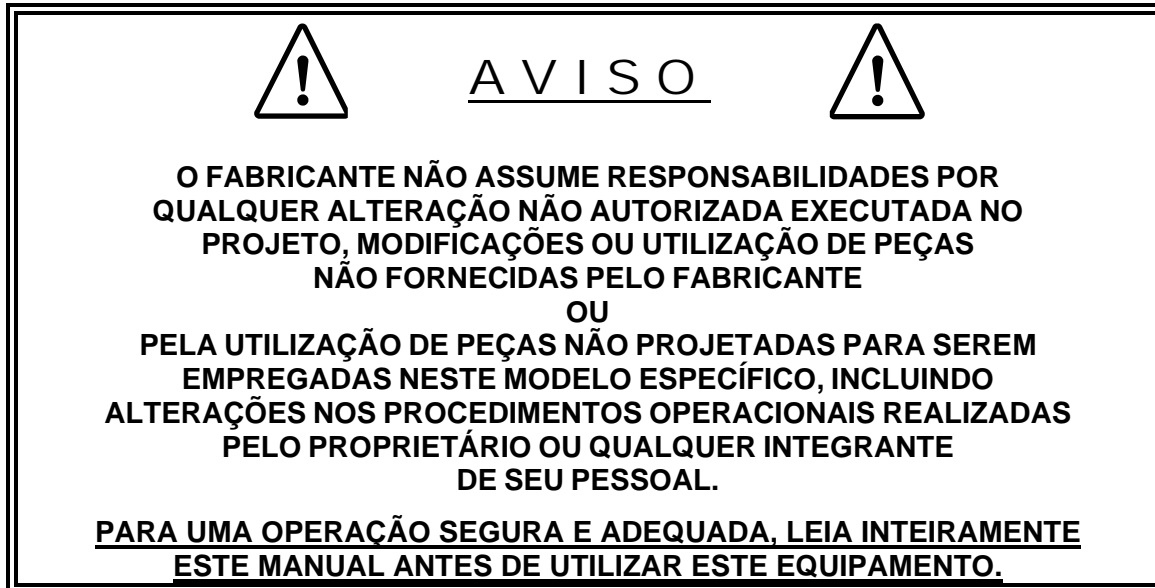 AVISO
O FABRICANTE NÃO ASSUME RESPONSABILIDADES POR
QUALQUER ALTERAÇÃO NÃO AUTORIZADA EXECUTADA NO
PROJETO, MODIFICAÇÕES OU UTILIZAÇÃO DE PEÇAS
NÃO FORNECIDAS PELO FABRICANTE
OU
PELA UTILIZAÇÃO DE PEÇAS NÃO PROJETADAS PARA SEREM
EMPREGADAS NESTE MODELO ESPECÍFICO, INCLUINDO
ALTERAÇÕES NOS PROCEDIMENTOS OPERACIONAIS REALIZADAS
PELO PROPRIETÁRIO OU QUALQUER INTEGRANTE
DE SEU PESSOAL.
PARA UMA OPERAÇÃO SEGURA E ADEQUADA, LEIA INTEIRAMENTE
ESTE MANUAL ANTES DE UTILIZAR ESTE EQUIPAMENTO.